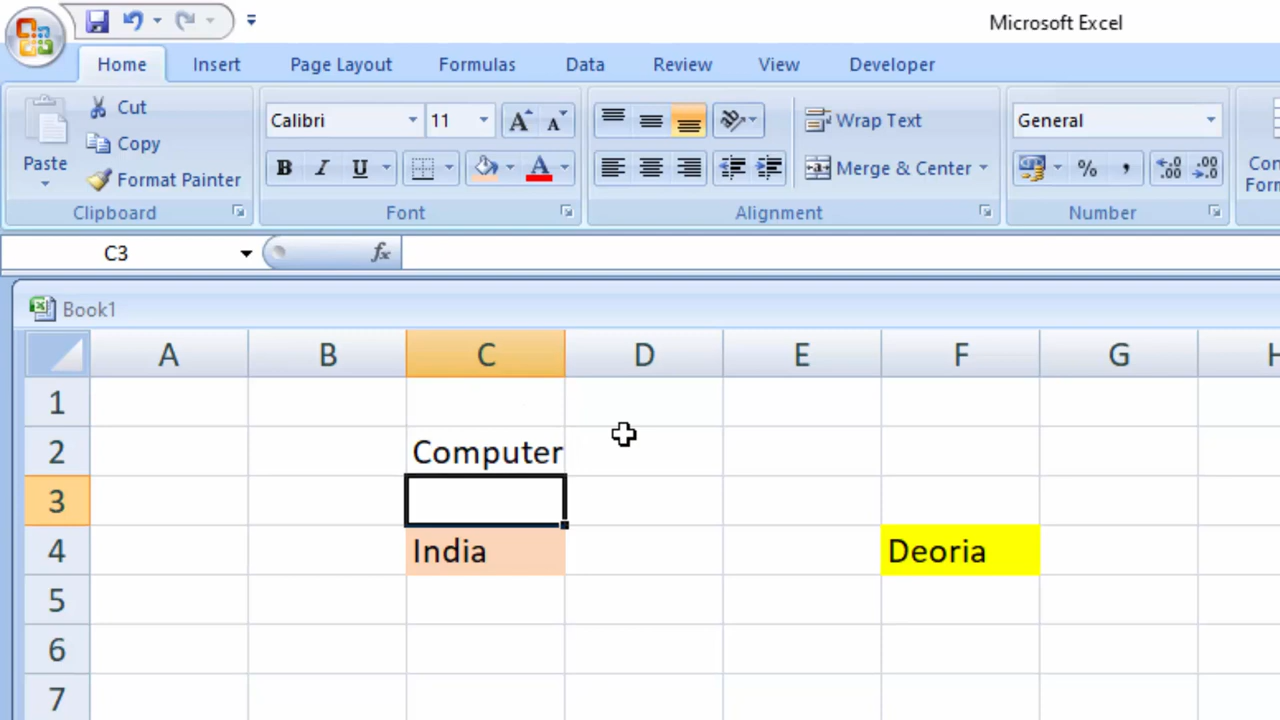 Microsoft Excel
Home Insert Page Layout Formulas Data Review View Developer
Cut
Copy
Paste
Format Painter
Clipboard
Calibri 11
B I U A
Font
Wrap Text
Merge & Center
Alignment
General
% ,
Number
Con
Forr
C3 fx
Book1
A B C D E F G H
1
2 Computer
3
4 India Deoria
5
6
7